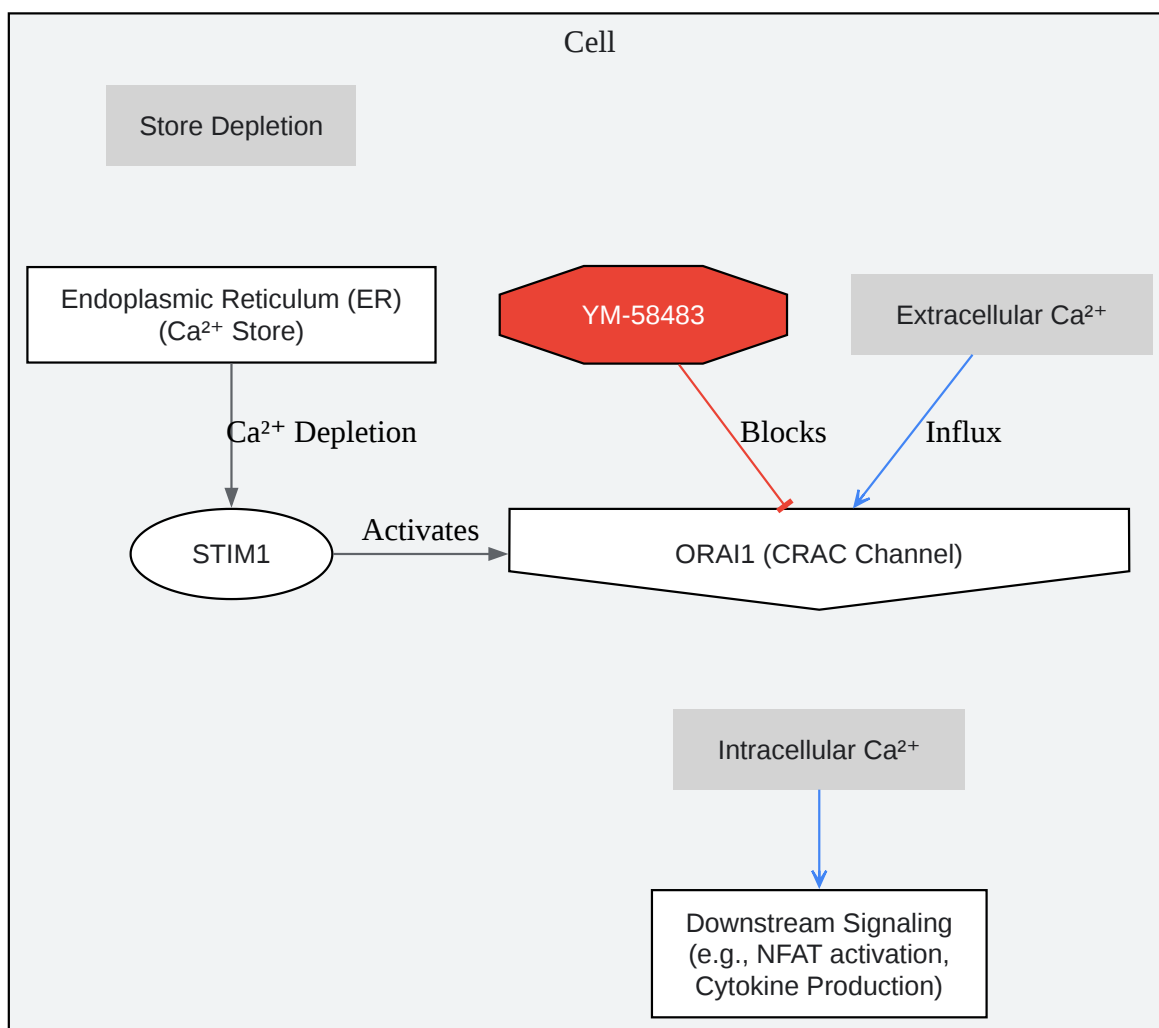 Cell
Store Depletion
Endoplasmic Reticulum (ER)
(Ca²⁺ Store)
YM-58483
Extracellular Ca²⁺
Ca²⁺ Depletion
Blocks
Influx
STIM1
Activates
ORAI1 (CRAC Channel)
Intracellular Ca²⁺
Downstream Signaling
(e.g., NFAT activation,
Cytokine Production)